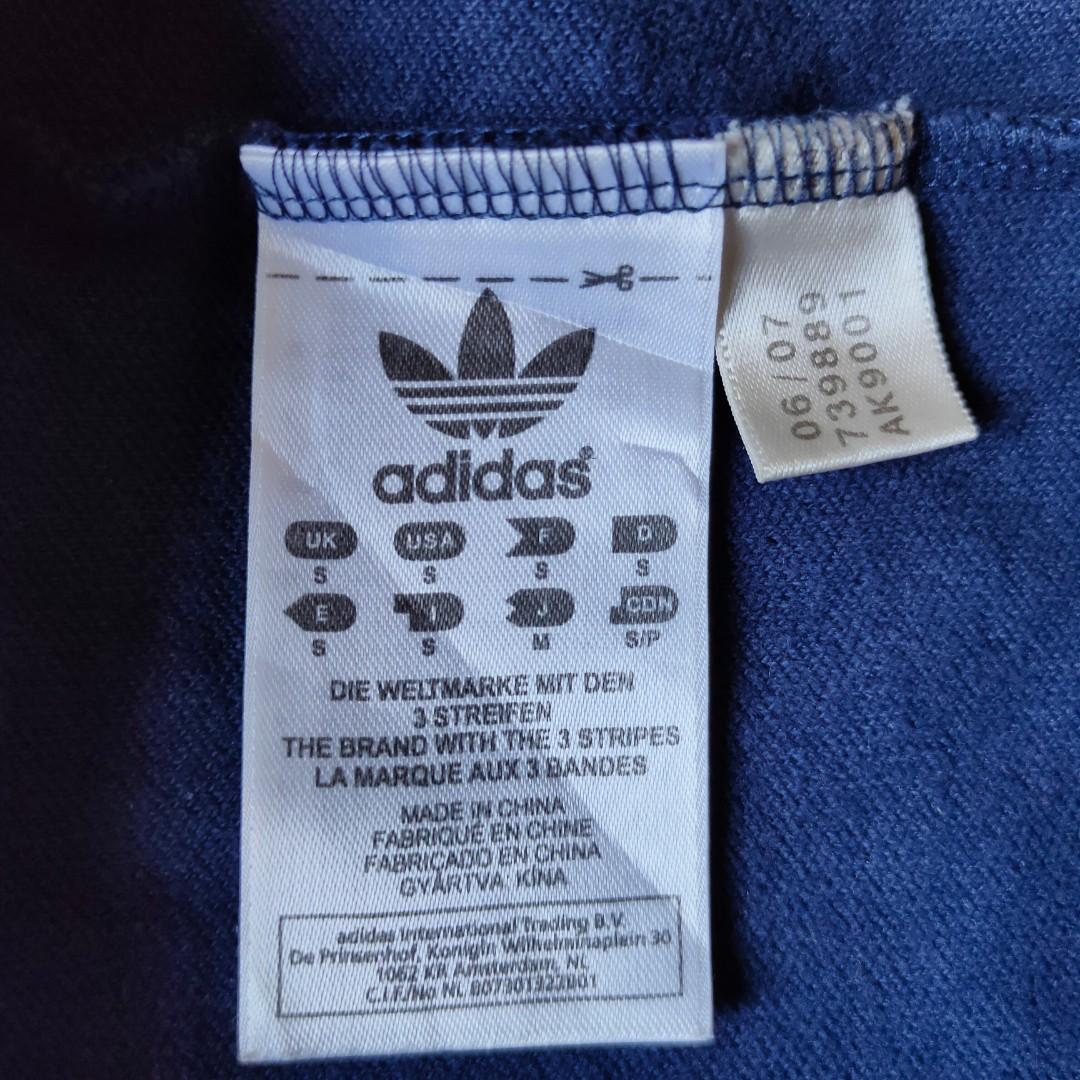 adidas
UK USA F D
S S S S
E I J CDN
S S M S/P
DIE WELTMARKE MIT DEN
3 STREIFEN
THE BRAND WITH THE 3 STRIPES
LA MARQUE AUX 3 BANDES
MADE IN CHINA
FABRIQUÉ EN CHINE
FABRICADO EN CHINA
GYÁRTVA: KÍNA
adidas International Trading B.V.
De Prinsenhof, Konigin Wilhelminaplein 30
1062 KR Amsterdam, NL
C.I.F/No NL 807301322B01
06/07
739889
AK9001